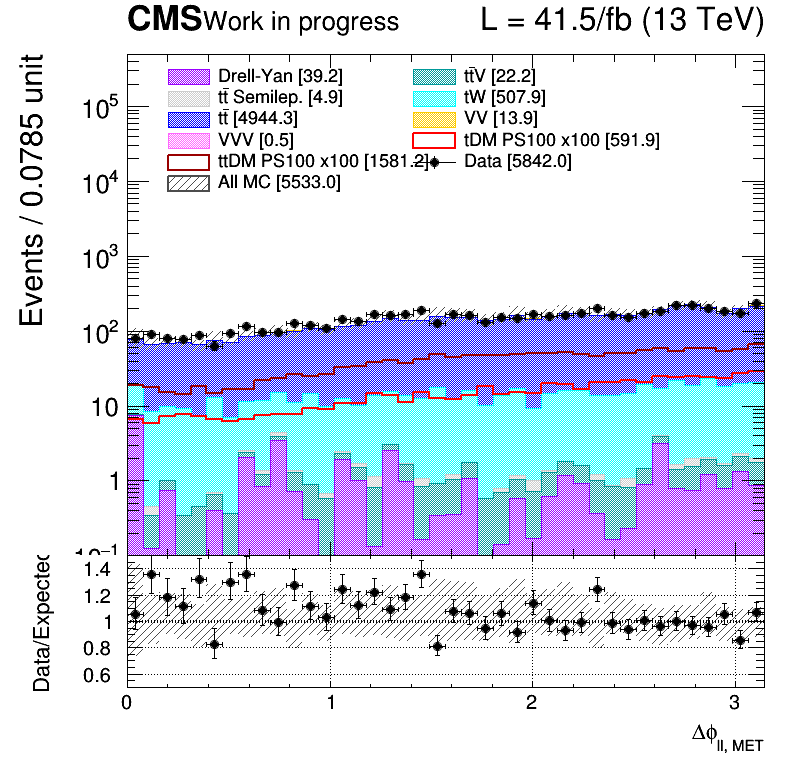 CMS Work in progress L = 41.5/fb (13 TeV)
Events / 0.0785 unit
Drell-Yan [39.2] tt̄V [22.2]
tt̄ Semilep. [4.9] tW [507.9]
tt̄ [4944.3] VV [13.9]
VVV [0.5] tDM PS100 x100 [591.9]
ttDM PS100 x100 [1581.2] Data [5842.0]
All MC [5533.0]
10⁵
10⁴
10³
10²
10
1
10⁻¹
Data/Expected
1.4
1.2
1
0.8
0.6
0 1 2 3
Δϕ_ll, MET